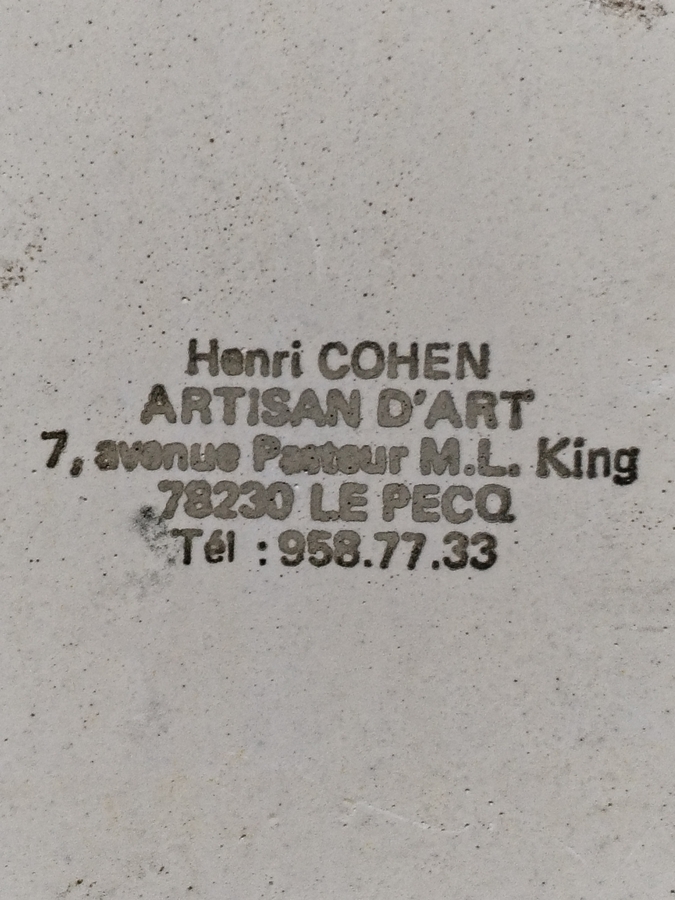 Henri COHEN
ARTISAN D'ART
7, avenue Pasteur M.L. King
78230 LE PECQ
Tél : 958.77.33